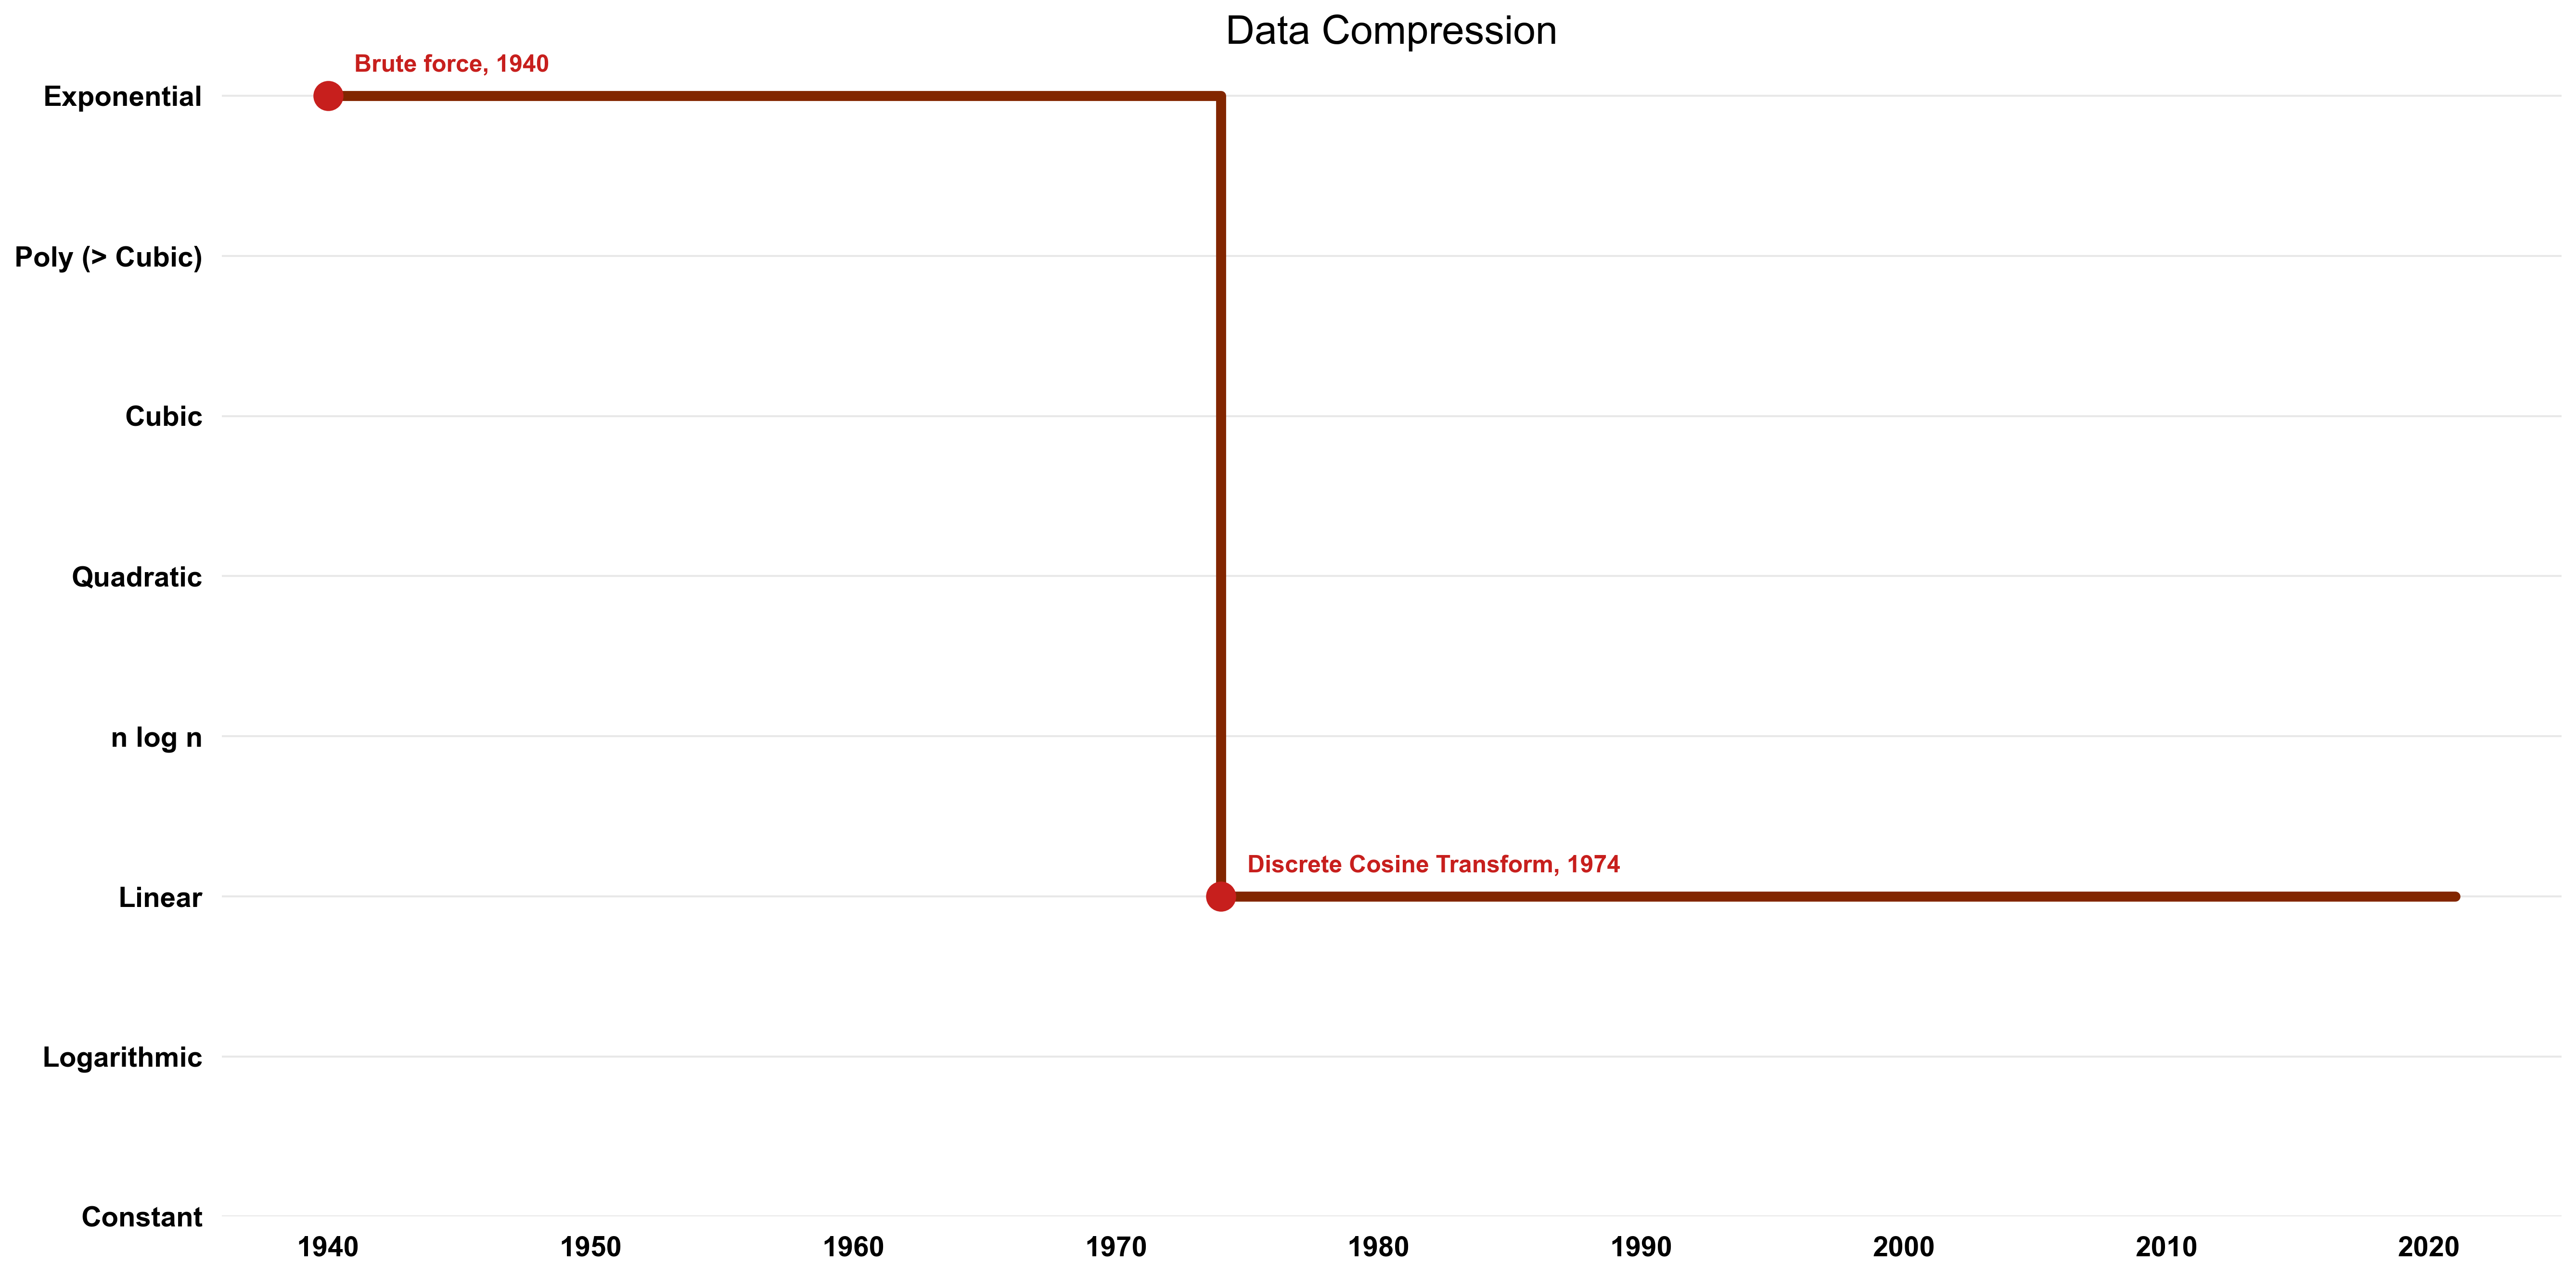 Data Compression
Brute force, 1940
Exponential
Poly (> Cubic)
Cubic
Quadratic
n log n
Discrete Cosine Transform, 1974
Linear
Logarithmic
Constant
1940 1950 1960 1970 1980 1990 2000 2010 2020